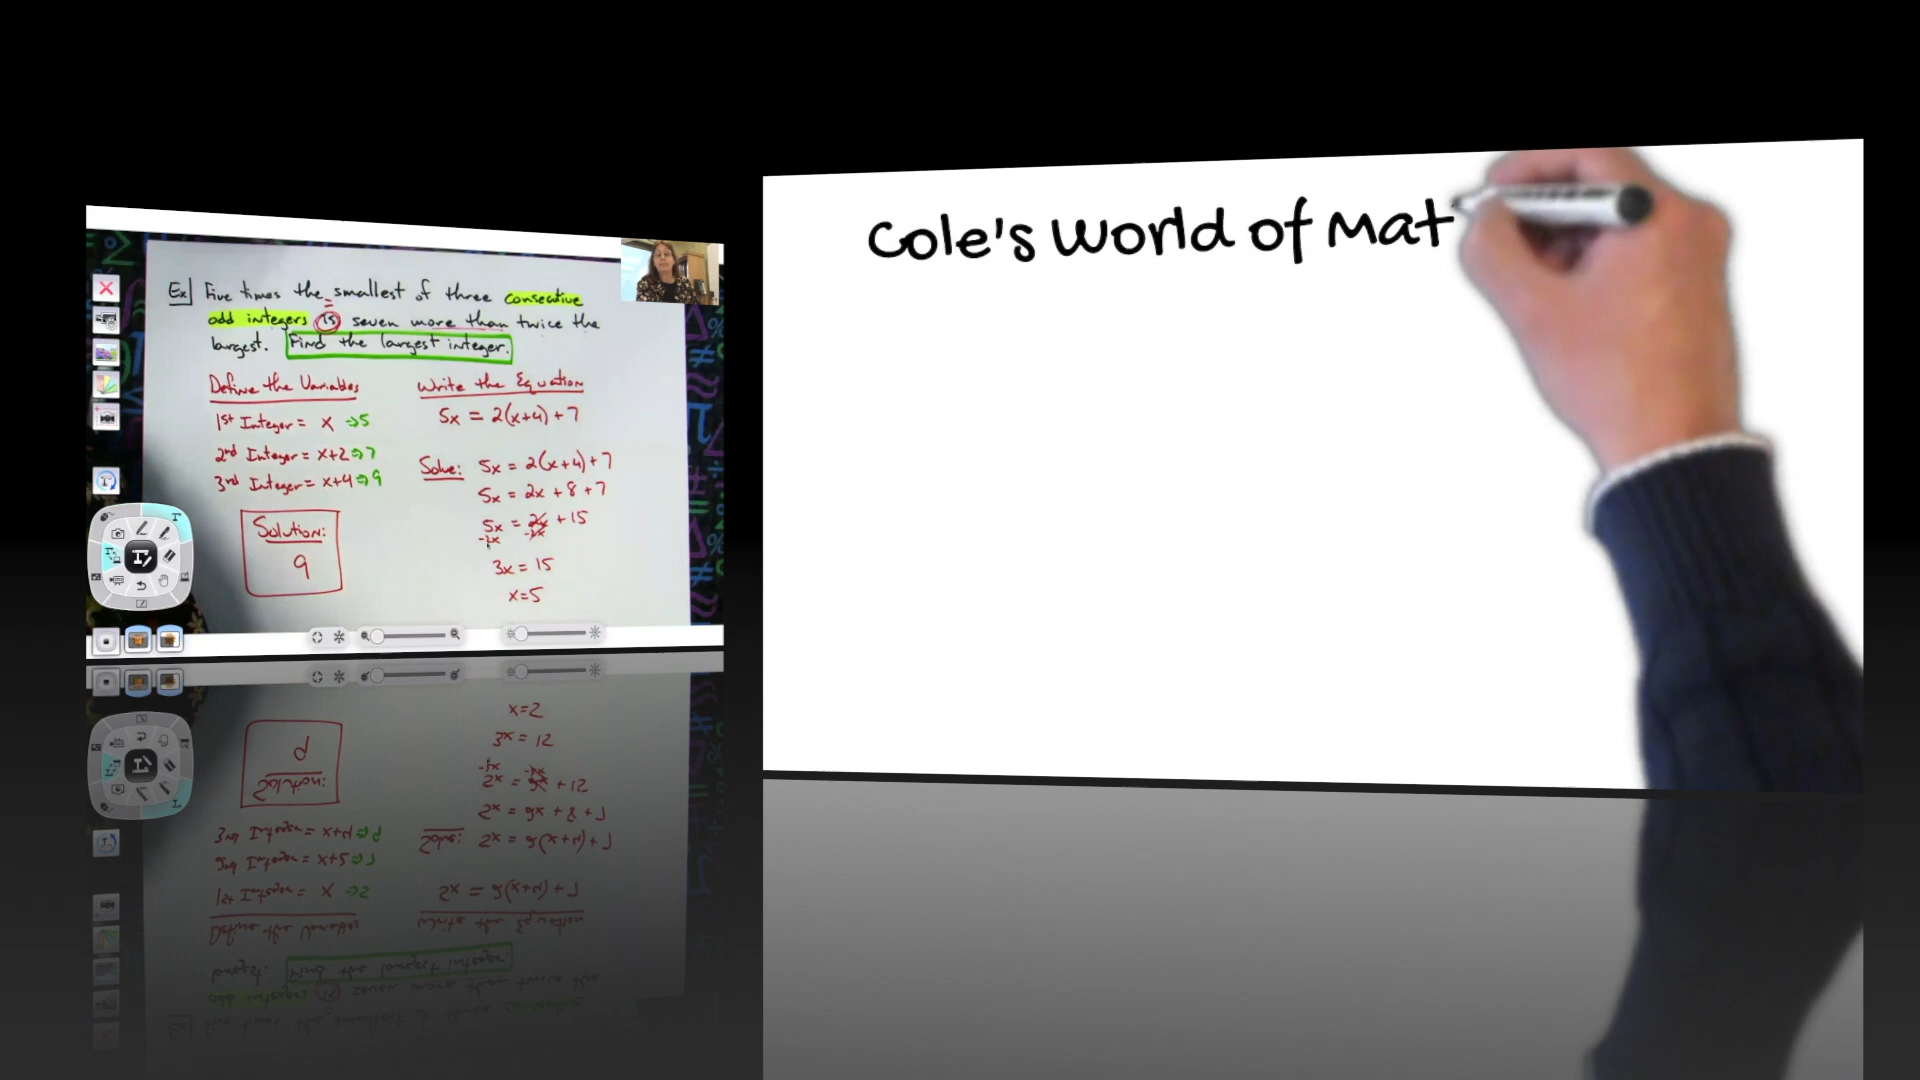 Ex Five times the smallest of three consecutive
odd integers is seven more than twice the
largest. Find the largest integer.
Define the Variables
1st Integer = x → 5
2nd Integer = x+2 → 7
3rd Integer = x+4 → 9
Solution:
9
Write the Equation
5x = 2(x+4)+7
Solve: 5x = 2(x+4)+7
5x = 2x + 8 + 7
5x = 2x + 15
-2x -2x
3x = 15
x=5
Cole's World of Mat